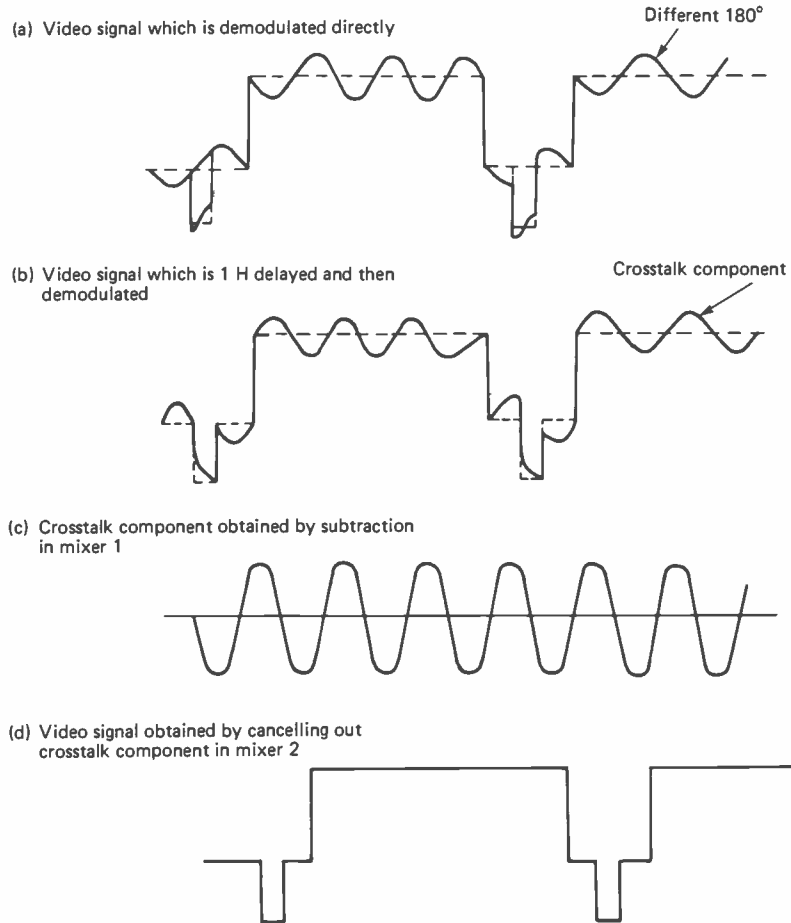 (a) Video signal which is demodulated directly
Different 180°
(b) Video signal which is 1 H delayed and then
demodulated
Crosstalk component
(c) Crosstalk component obtained by subtraction
in mixer 1
(d) Video signal obtained by cancelling out
crosstalk component in mixer 2